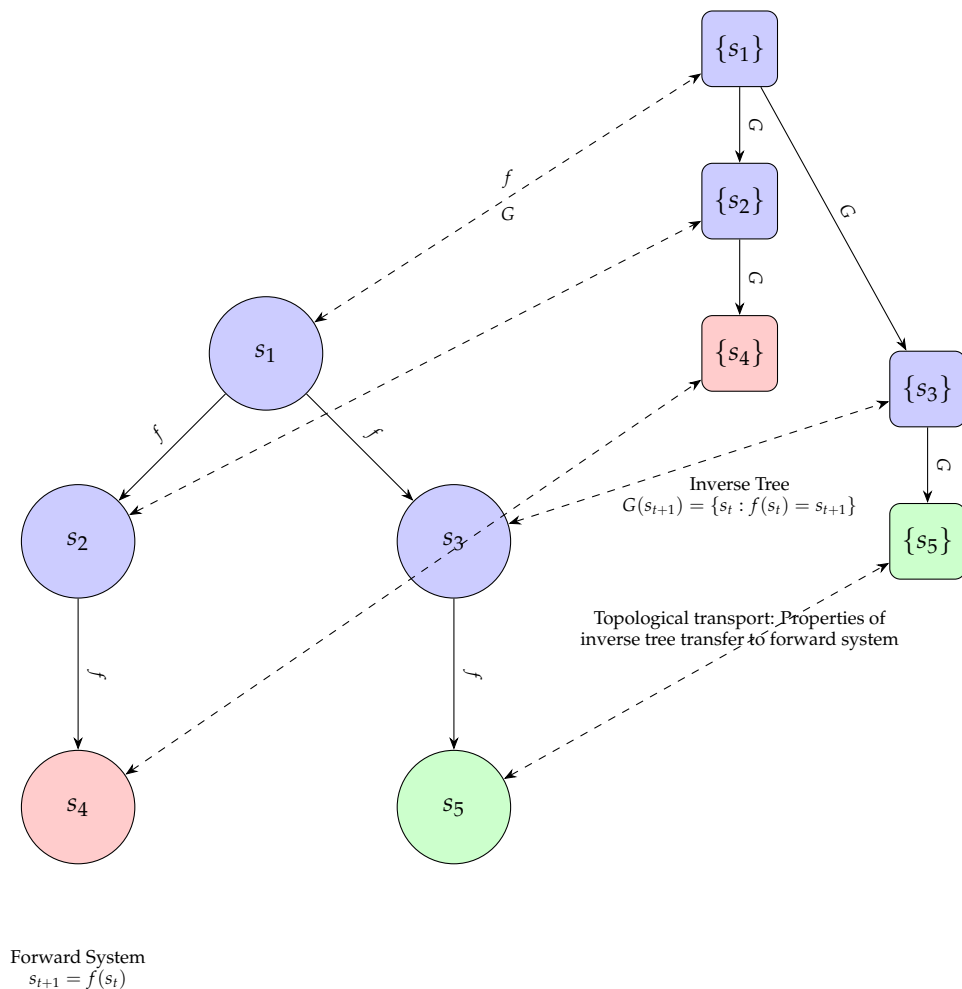 {s₁}
G
G
{s₂}
f
G
G
s₁
{s₄}
{s₃}
f
f
G
Inverse Tree
G(sₜ₊₁) = {sₜ : f(sₜ) = sₜ₊₁}
s₂
s₃
{s₅}
Topological transport: Properties of
inverse tree transfer to forward system
f
f
s₄
s₅
Forward System
sₜ₊₁ = f(sₜ)